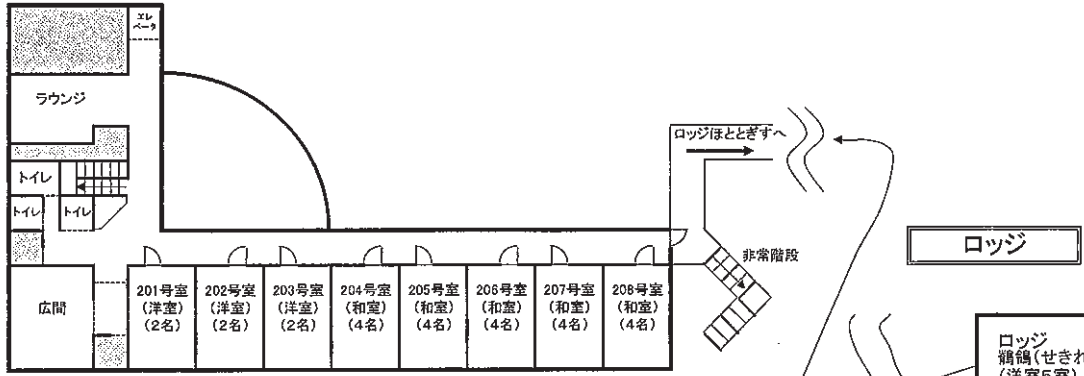 エレ
ベータ
ラウンジ
トイレ
トイレ
トイレ
広間
201号室
(洋室)
(2名)
202号室
(洋室)
(2名)
203号室
(洋室)
(2名)
204号室
(和室)
(4名)
205号室
(和室)
(4名)
206号室
(和室)
(4名)
207号室
(和室)
(4名)
208号室
(和室)
(4名)
ロッジほととぎすへ
非常階段
ロッジ
ロッジ
鶺鴒(せきれ
(洋室5室)